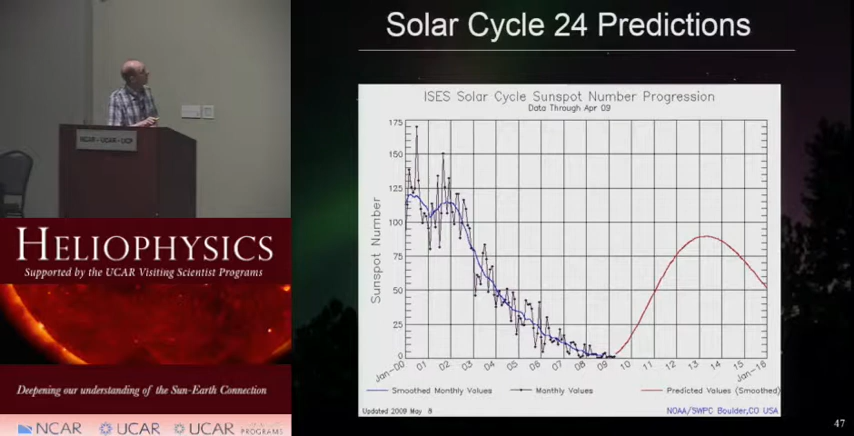 Solar Cycle 24 Predictions
ISES Solar Cycle Sunspot Number Progression
Data Through Apr 09
Sunspot Number
175
150
125
100
75
50
25
0
Jan-00 01 02 03 04 05 06 07 08 09 10 11 12 13 14 15 Jan-16
Smoothed Monthly Values Monthly Values Predicted Values (Smoothed)
Updated 2009 May 8 NOAA/SWPC Boulder,CO USA
NCAR-UCAR-UCP
HELIOPHYSICS
Supported by the UCAR Visiting Scientist Programs
Deepening our understanding of the Sun-Earth Connection
NCAR UCAR UCAR PROGRAMS
47